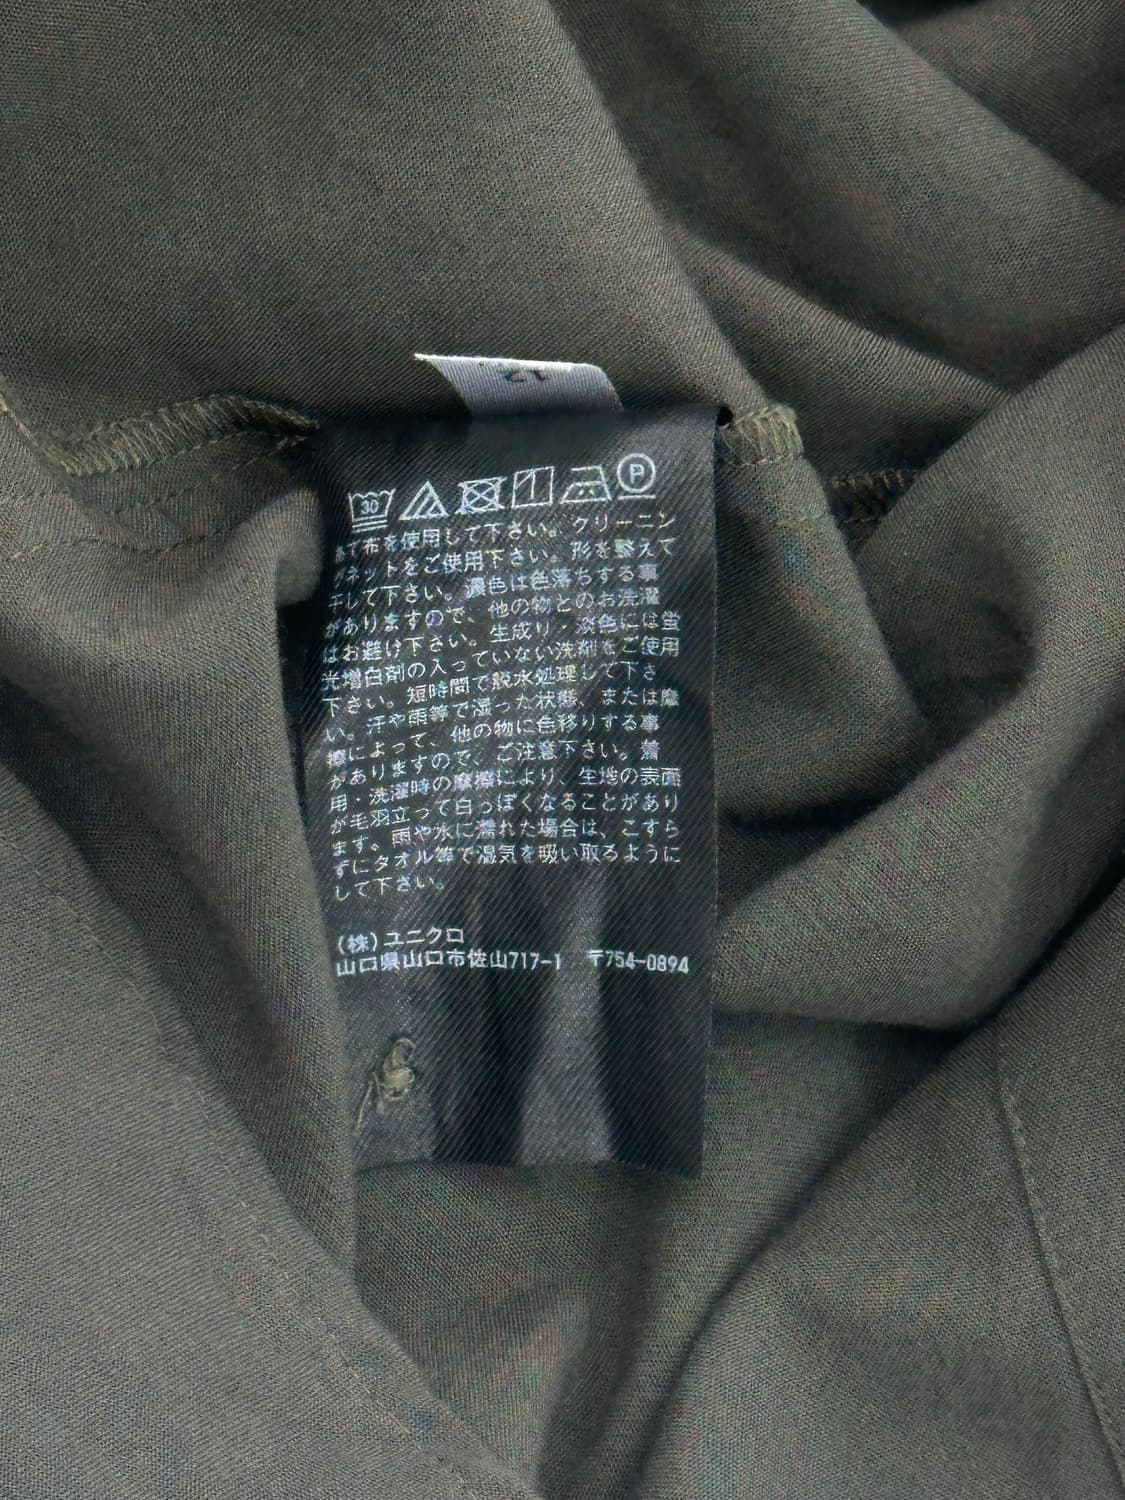 12
30 P
て布を使用して下さい。クリーニン
グネットをご使用下さい。形を整えて
干して下さい。濃色は色落ちする事
がありますので、他の物とのお洗濯
はお避け下さい。生成り、淡色には蛍
光増白剤の入っていない洗剤をご使用
下さい。短時間で脱水処理して下さ
い。汗や雨等で湿った状態、または摩
擦によって、他の物に色移りする事
がありますので、ご注意下さい。着
用・洗濯時の摩擦により、生地の表面
が毛羽立って白っぽくなることがあり
ます。雨や水に濡れた場合は、こすら
ずにタオル等で湿気を吸い取るように
して下さい。
(株)ユニクロ
山口県山口市佐山717-1 〒754-0894